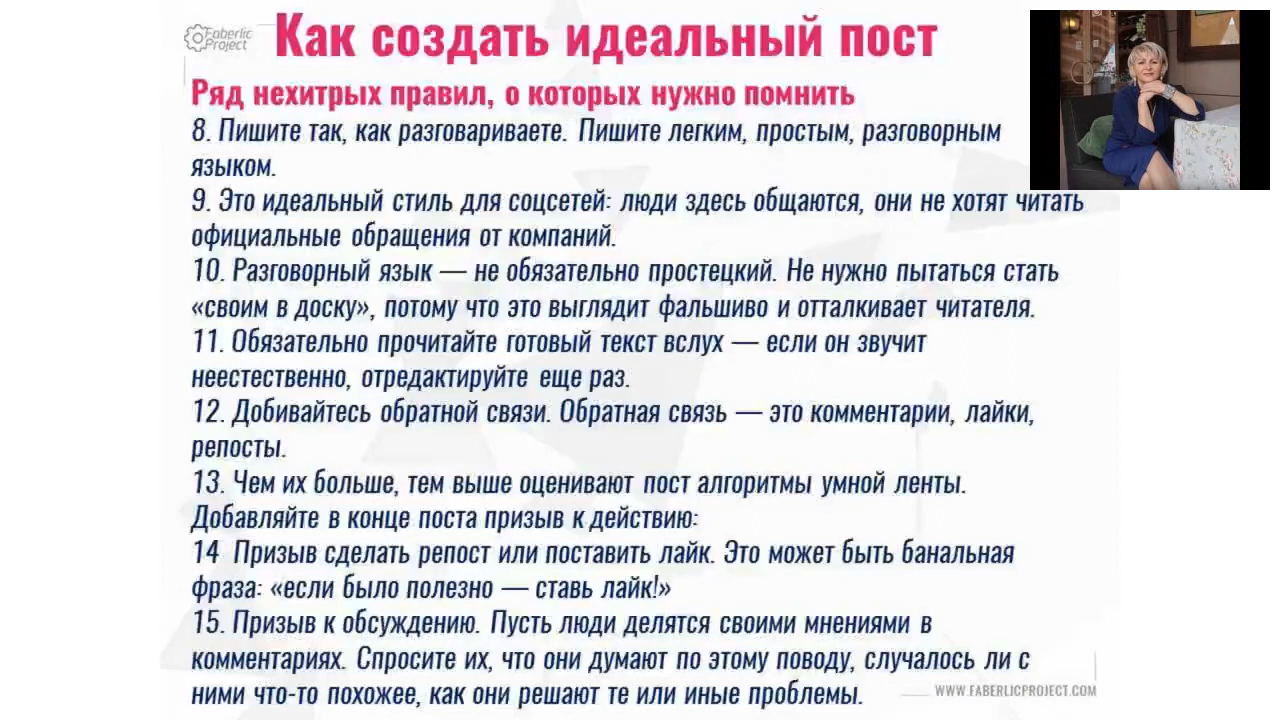 Faberlic
Project
Как создать идеальный пост
Ряд нехитрых правил, о которых нужно помнить
8. Пишите так, как разговариваете. Пишите легким, простым, разговорным
языком.
9. Это идеальный стиль для соцсетей: люди здесь общаются, они не хотят читать
официальные обращения от компаний.
10. Разговорный язык — не обязательно простецкий. Не нужно пытаться стать
«своим в доску», потому что это выглядит фальшиво и отталкивает читателя.
11. Обязательно прочитайте готовый текст вслух — если он звучит
неестественно, отредактируйте еще раз.
12. Добивайтесь обратной связи. Обратная связь — это комментарии, лайки,
репосты.
13. Чем их больше, тем выше оценивают пост алгоритмы умной ленты.
Добавляйте в конце поста призыв к действию:
14 Призыв сделать репост или поставить лайк. Это может быть банальная
фраза: «если было полезно — ставь лайк!»
15. Призыв к обсуждению. Пусть люди делятся своими мнениями в
комментариях. Спросите их, что они думают по этому поводу, случалось ли с
ними что-то похожее, как они решают те или иные проблемы.
WWW.FABERLICPROJECT.COM